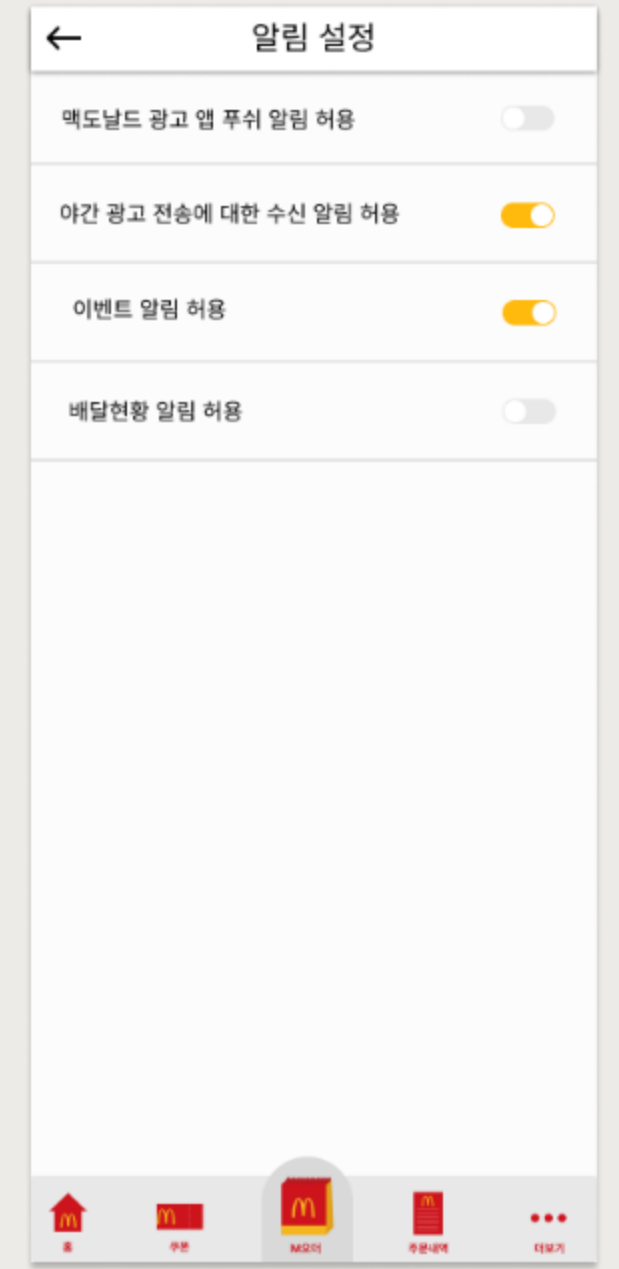 알림 설정
맥도날드 광고 앱 푸쉬 알림 허용
야간 광고 전송에 대한 수신 알림 허용
이벤트 알림 허용
배달현황 알림 허용
홈
쿠폰
M오더
주문내역
더보기